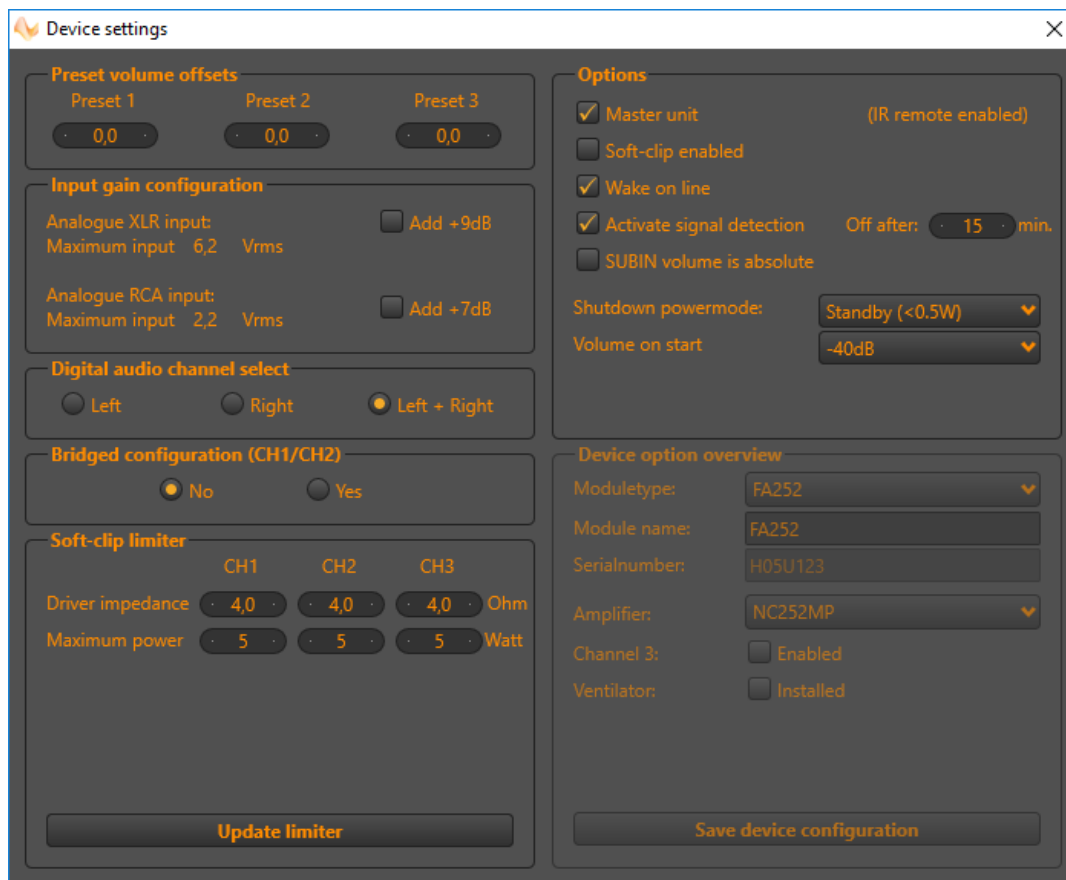 Device settings
Preset volume offsets
Preset 1 Preset 2 Preset 3
0,0 0,0 0,0
Input gain configuration
Analogue XLR input: Add +9dB
Maximum input 6,2 Vrms
Analogue RCA input: Add +7dB
Maximum input 2,2 Vrms
Digital audio channel select
Left Right Left + Right
Bridged configuration (CH1/CH2)
No Yes
Soft-clip limiter
CH1 CH2 CH3
Driver impedance 4,0 4,0 4,0 Ohm
Maximum power 5 5 5 Watt
Update limiter
Options
Master unit (IR remote enabled)
Soft-clip enabled
Wake on line
Activate signal detection Off after: 15 min.
SUBIN volume is absolute
Shutdown powermode: Standby (<0.5W)
Volume on start -40dB
Device option overview
Moduletype: FA252
Module name: FA252
Serialnumber: H05U123
Amplifier: NC252MP
Channel 3: Enabled
Ventilator: Installed
Save device configuration